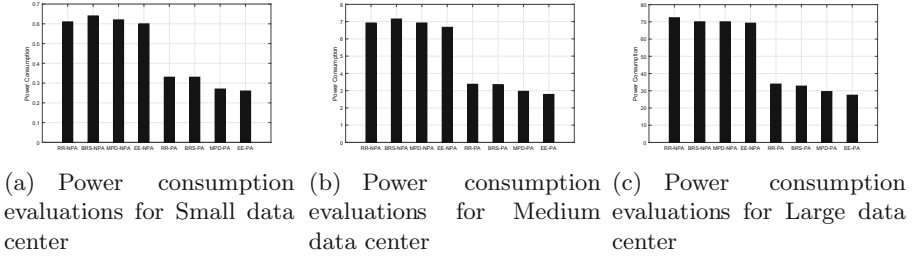 0.7
0.6
0.5
0.4
0.3
0.2
0.1
0
Power Consumption
RR-NPA BRS-NPA MPD-NPA EE-NPA RR-PA BRS-PA MPD-PA EE-PA
8
7
6
5
4
3
2
1
0
Power Consumption
RR-NPA BRS-NPA MPD-NPA EE-NPA RR-PA BRS-PA MPD-PA EE-PA
80
70
60
50
40
30
20
10
0
Power Consumption
RR-NPA BRS-NPA MPD-NPA EE-NPA RR-PA BRS-PA MPD-PA EE-PA
(a) Power consumption
evaluations for Small data
center
(b) Power consumption
evaluations for Medium
data center
(c) Power consumption
evaluations for Large data
center